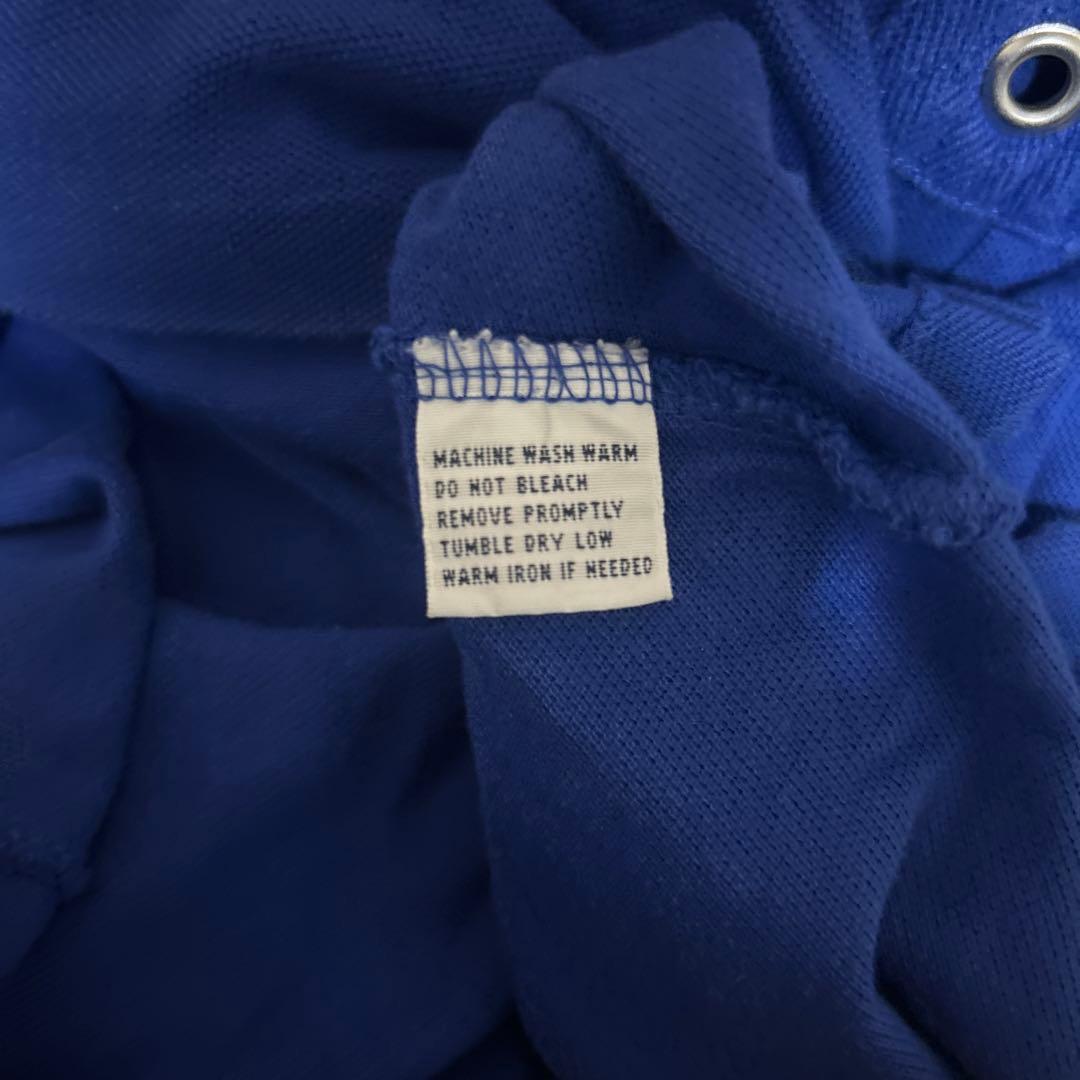 MACHINE WASH WARM
DO NOT BLEACH
REMOVE PROMPTLY
TUMBLE DRY LOW
WARM IRON IF NEEDED